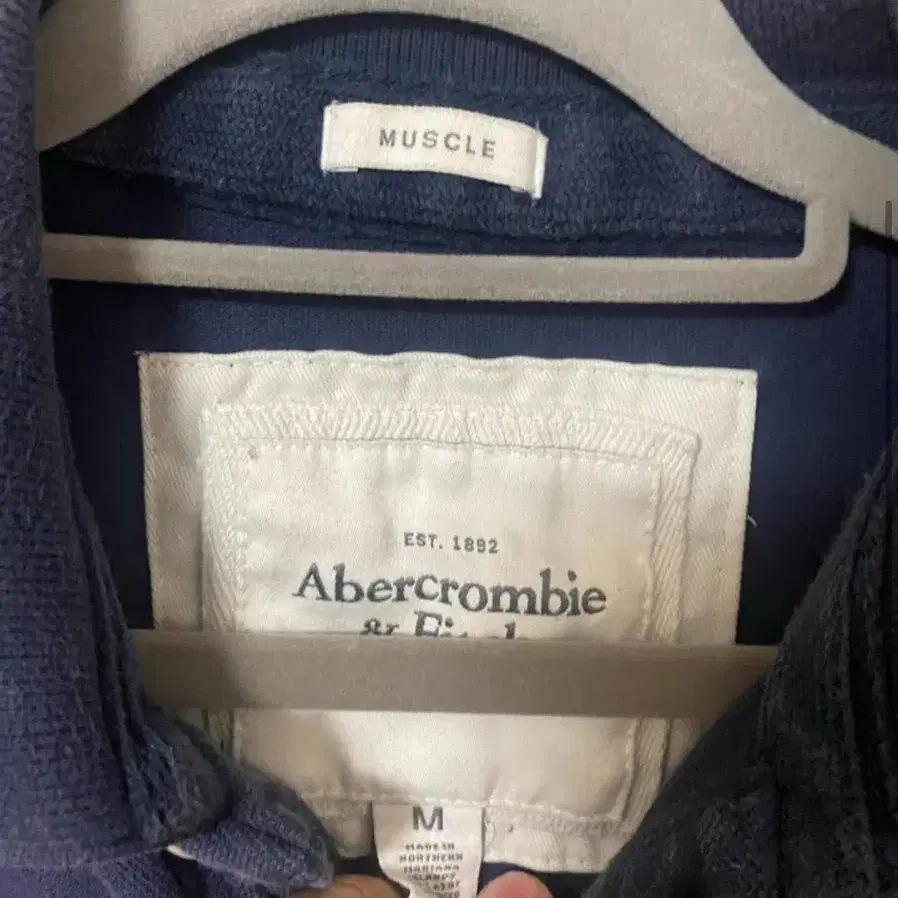 MUSCLE
EST. 1892
Abercrombie
M
MADE IN
NORTHERN
MARIANA